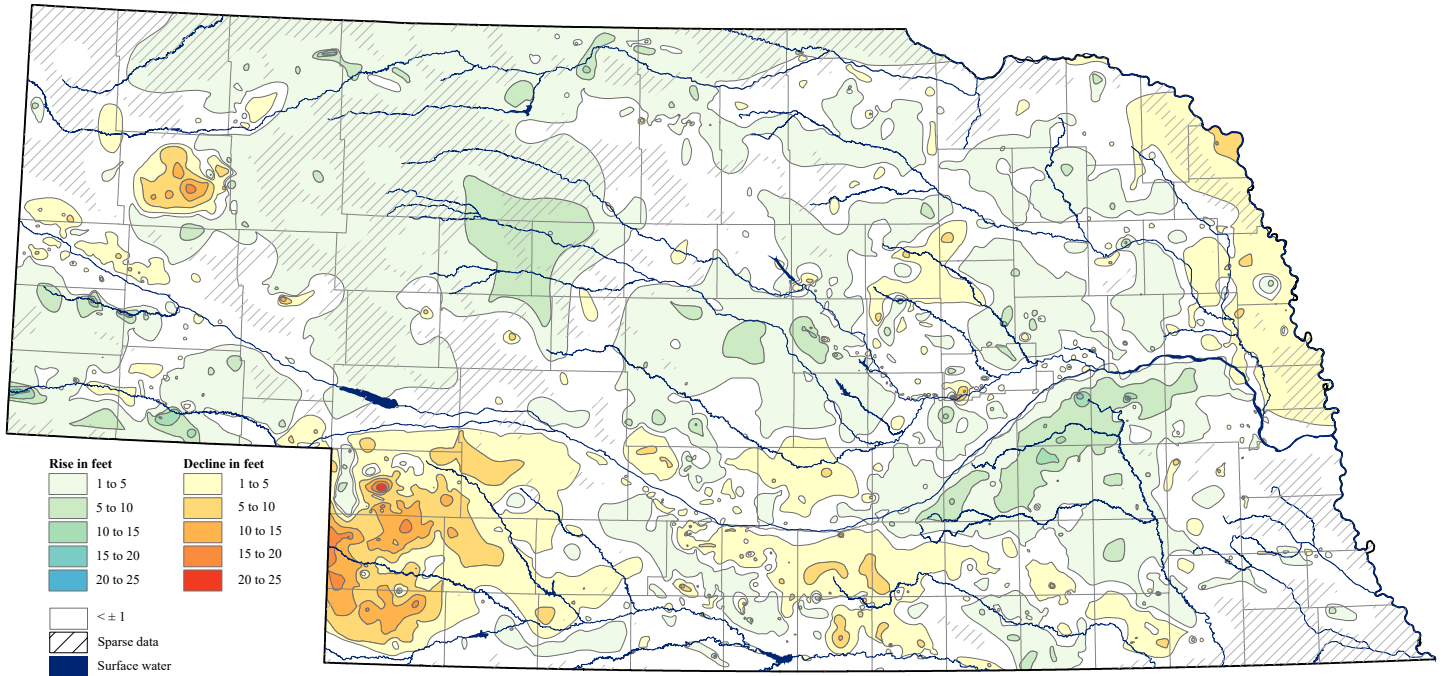 Rise in feet
Decline in feet
1 to 5
1 to 5
5 to 10
5 to 10
10 to 15
10 to 15
15 to 20
15 to 20
20 to 25
20 to 25
< ± 1
Sparse data
Surface water